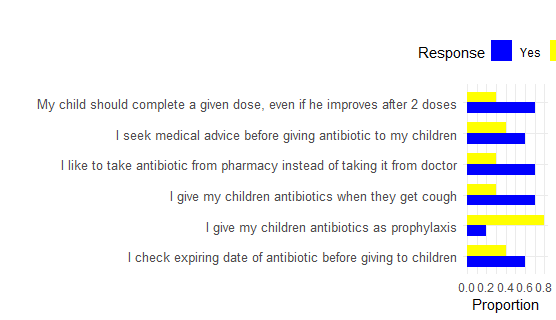 Response Yes
My child should complete a given dose, even if he improves after 2 doses
I seek medical advice before giving antibiotic to my children
I like to take antibiotic from pharmacy instead of taking it from doctor
I give my children antibiotics when they get cough
I give my children antibiotics as prophylaxis
I check expiring date of antibiotic before giving to children
0.0 0.2 0.4 0.6 0.8
Proportion